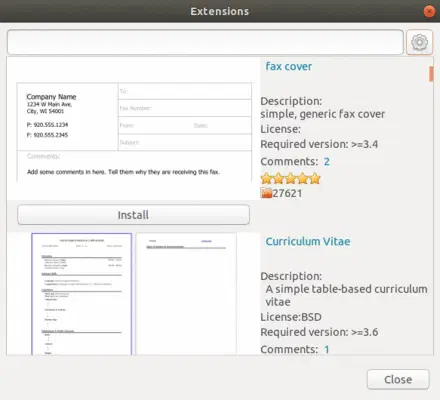 Extensions
fax cover
Company Name
1234 W Main Ave,
City, WI 54001
P: 920.555.1234
F: 920.555.2345
To:
Fax Number:
From: Date:
Subject:
Comments:
Add some comments in here. Tell them why they are receiving this fax.
Description:
simple, generic fax cover
License:
Required version: >=3.4
Comments: 2
27621
Install
Curriculum Vitae
Description:
A simple table-based curriculum
vitae
License:BSD
Required version: >=3.6
Comments: 1
Close